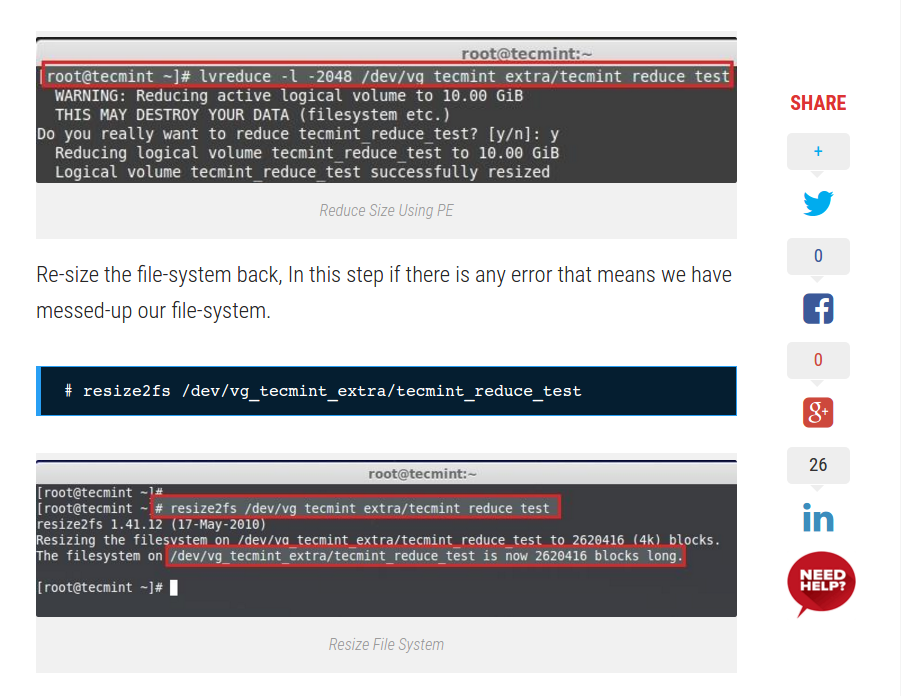 root@tecmint:~
[root@tecmint ~]# lvreduce -l -2048 /dev/vg_tecmint_extra/tecmint_reduce_test
WARNING: Reducing active logical volume to 10.00 GiB
THIS MAY DESTROY YOUR DATA (filesystem etc.)
Do you really want to reduce tecmint_reduce_test? [y/n]: y
Reducing logical volume tecmint_reduce_test to 10.00 GiB
Logical volume tecmint_reduce_test successfully resized
Reduce Size Using PE
Re-size the file-system back, In this step if there is any error that means we have
messed-up our file-system.
# resize2fs /dev/vg_tecmint_extra/tecmint_reduce_test
root@tecmint:~
[root@tecmint ~]#
[root@tecmint ~]# resize2fs /dev/vg_tecmint_extra/tecmint_reduce_test
resize2fs 1.41.12 (17-May-2010)
Resizing the filesystem on /dev/vg_tecmint_extra/tecmint_reduce_test to 2620416 (4k) blocks.
The filesystem on /dev/vg_tecmint_extra/tecmint_reduce_test is now 2620416 blocks long.
[root@tecmint ~]#
Resize File System
SHARE
+
0
f
0
g+
26
in
NEED
HELP?